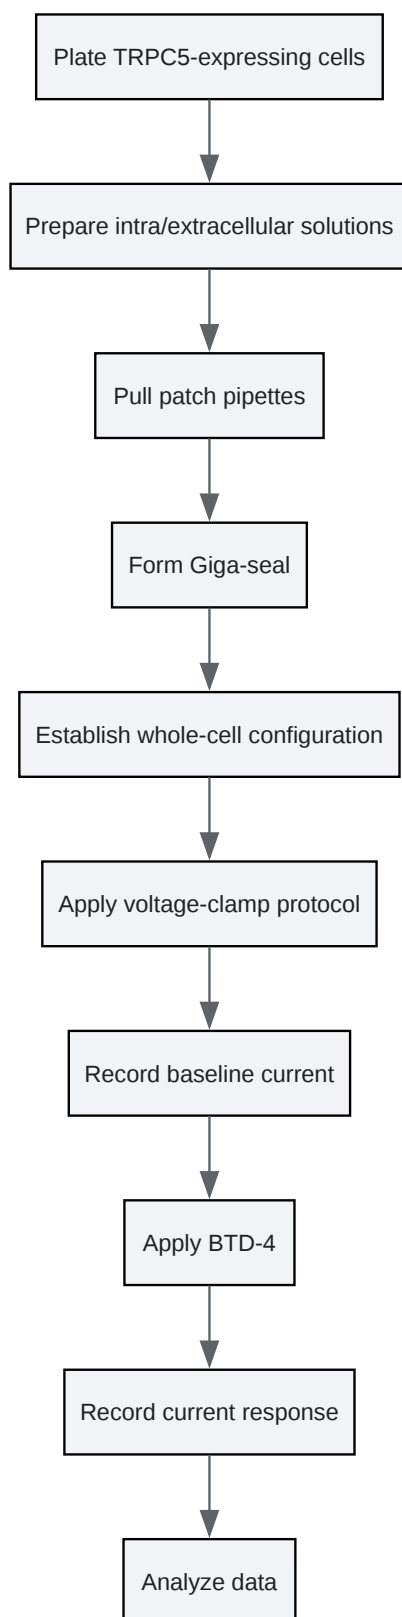 Plate TRPC5-expressing cells
Prepare intra/extracellular solutions
Pull patch pipettes
Form Giga-seal
Establish whole-cell configuration
Apply voltage-clamp protocol
Record baseline current
Apply BTD-4
Record current response
Analyze data